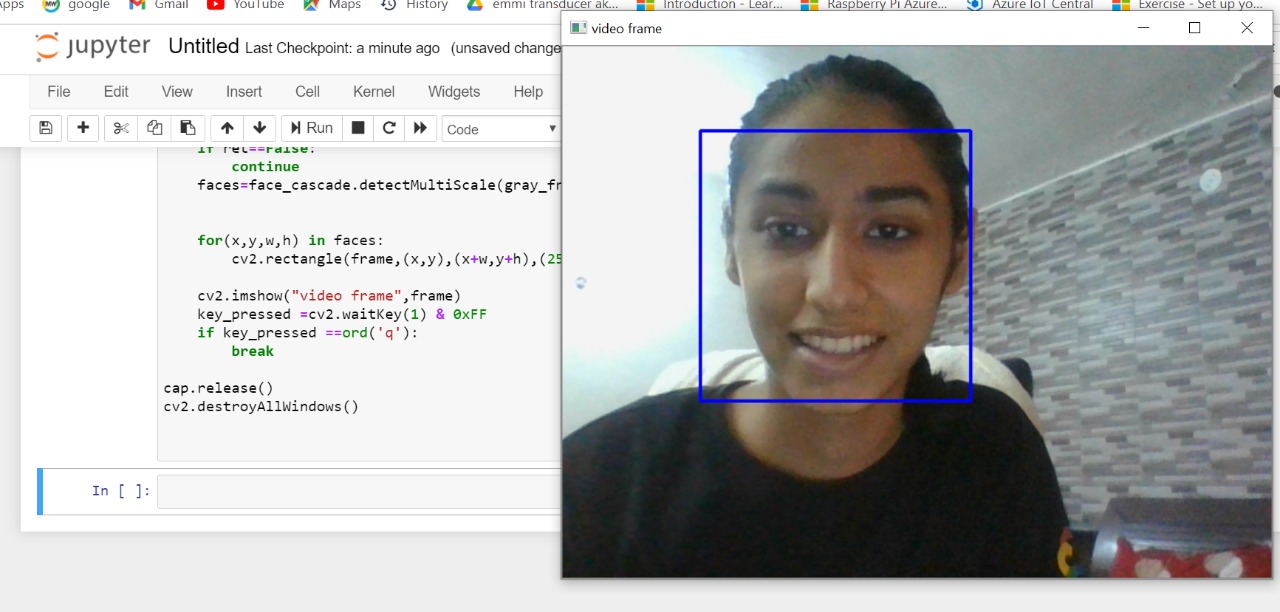 Apps google Gmail YouTube Maps History emmi transducer ak... Introduction - Lear... Raspberry Pi Azure... Azure IoT Central Exercise - Set up yo...
video frame
jupyter Untitled Last Checkpoint: a minute ago (unsaved change
File Edit View Insert Cell Kernel Widgets Help
Run Code
if ret==False:
continue
faces=face_cascade.detectMultiScale(gray_fr
for(x,y,w,h) in faces:
cv2.rectangle(frame,(x,y),(x+w,y+h),(25
cv2.imshow("video frame",frame)
key_pressed =cv2.waitKey(1) & 0xFF
if key_pressed ==ord('q'):
break
cap.release()
cv2.destroyAllWindows()
In [ ]: